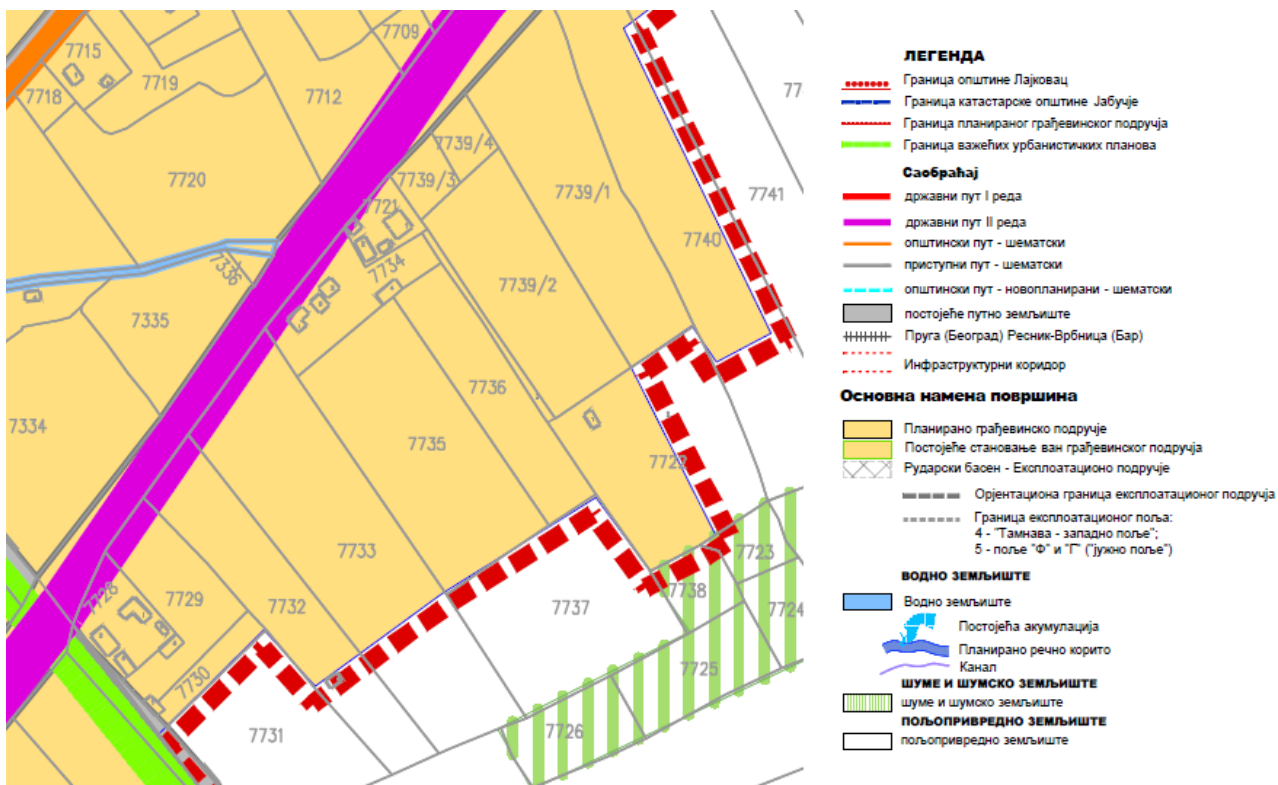 7709
7715
7719
7718
7712
77
7739/4
7720
7739/3
7739/1
7741
7721
7740
7336
7734
7739/2
7335
7736
7334
7735
7722
7733
7723
7738
7729
7728
7732
7737
7724
7725
7730
7731
7726
ЛЕГЕНДА
Граница општине Лајковац
Граница катастарске општине Јабучје
Граница планираног грађевинског подручја
Граница важећих урбанистичких планова
Саобраћај
државни пут I реда
државни пут II реда
општински пут - шематски
приступни пут - шематски
општински пут - новопланирани - шематски
постојеће путно земљиште
Пруга (Београд) Ресник-Врбница (Бар)
Инфраструктурни коридор
Основна намена површина
Планирано грађевинско подручје
Постојеће становање ван грађевинског подручја
Рударски басен - Експлоатационо подручје
Орјентациона граница експлоатационог подручја
Граница експлоатационог поља:
4 - "Тамнава - западно поље";
5 - поље "Ф" и "Г" ("јужно поље")
ВОДНО ЗЕМЉИШТЕ
Водно земљиште
Постојећа акумулација
Планирано речно корито
Канал
ШУМЕ И ШУМСКО ЗЕМЉИШТЕ
шуме и шумско земљиште
ПОЉОПРИВРЕДНО ЗЕМЉИШТЕ
пољопривредно земљиште